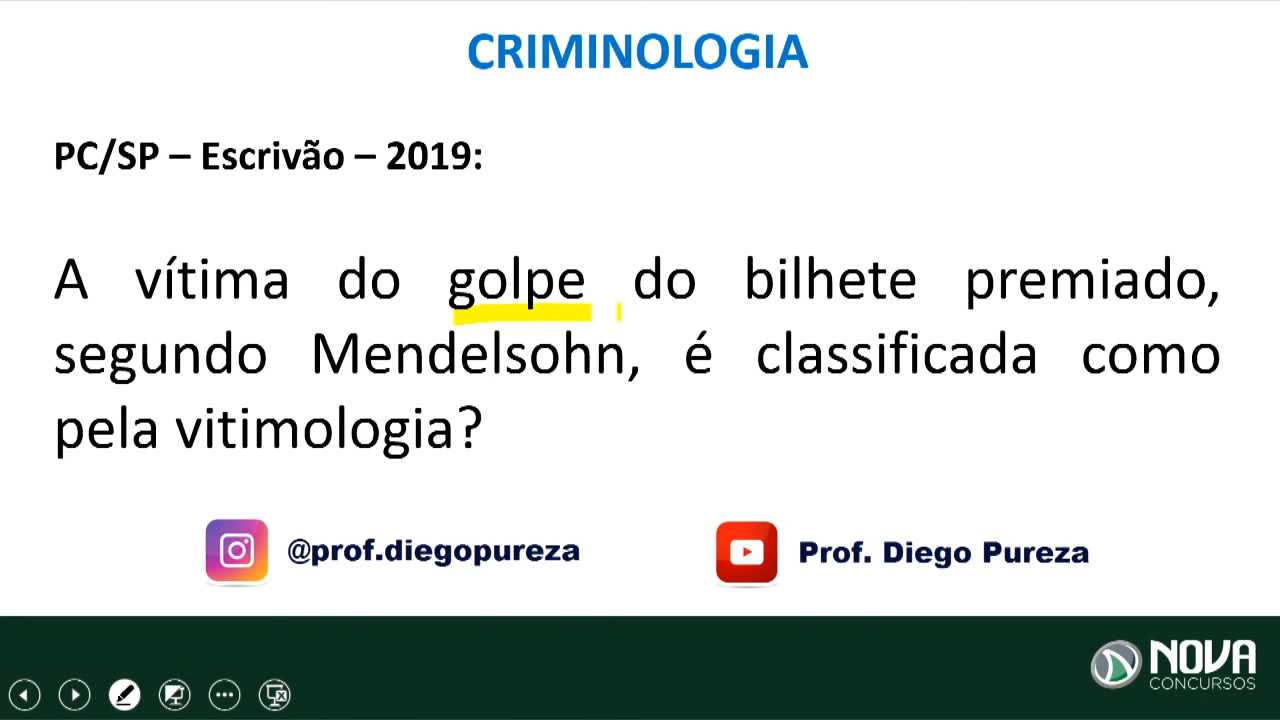 CRIMINOLOGIA
PC/SP – Escrivão – 2019:
A vítima do golpe do bilhete premiado,
segundo Mendelsohn, é classificada como
pela vitimologia?
@prof.diegopureza
Prof. Diego Pureza
NOVA
CONCURSOS